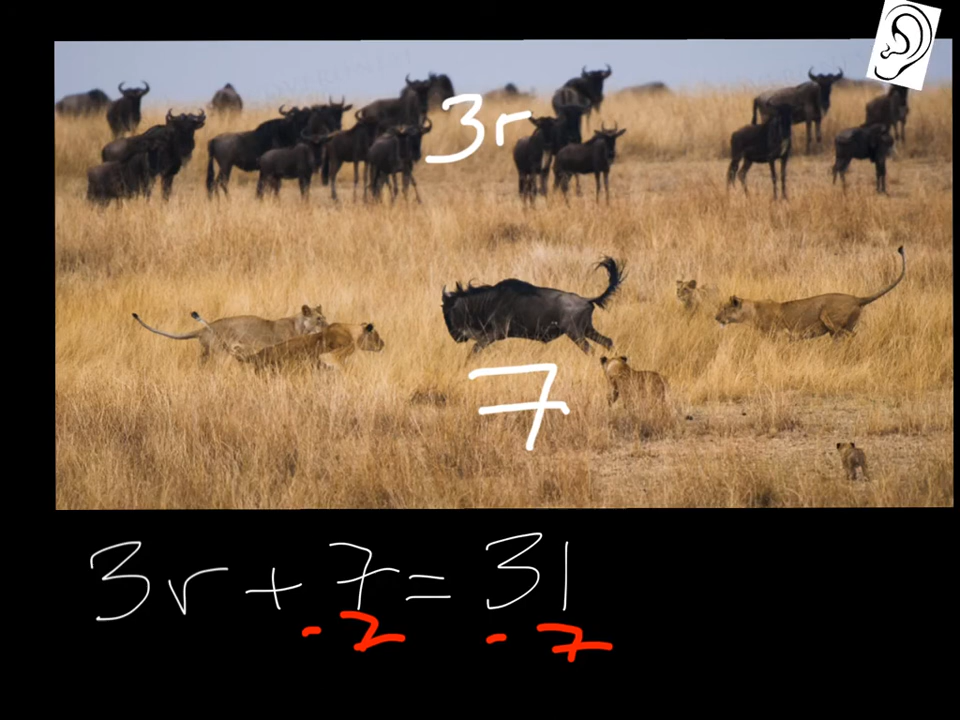 3r
7
3r + 7 = 31
- 7 - 7